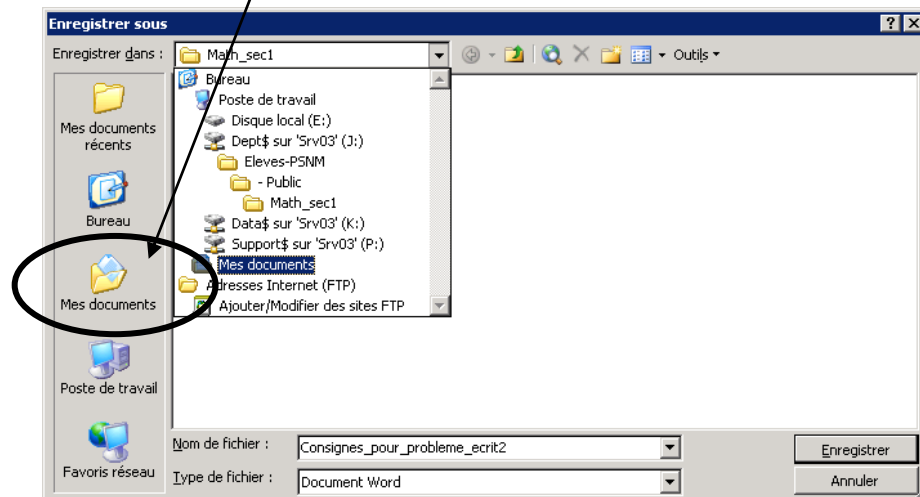 Enregistrer sous
Enregistrer dans :
Math_sec1
Outils
Mes documents
récents
Bureau
Mes documents
Poste de travail
Favoris réseau
Bureau
Poste de travail
Disque local (E:)
Dept$ sur 'Srv03' (J:)
Eleves-PSNM
- Public
Math_sec1
Data$ sur 'Srv03' (K:)
Support$ sur 'Srv03' (P:)
Mes documents
Adresses Internet (FTP)
Ajouter/Modifier des sites FTP
Nom de fichier :
Consignes_pour_probleme_ecrit2
Enregistrer
Type de fichier :
Document Word
Annuler